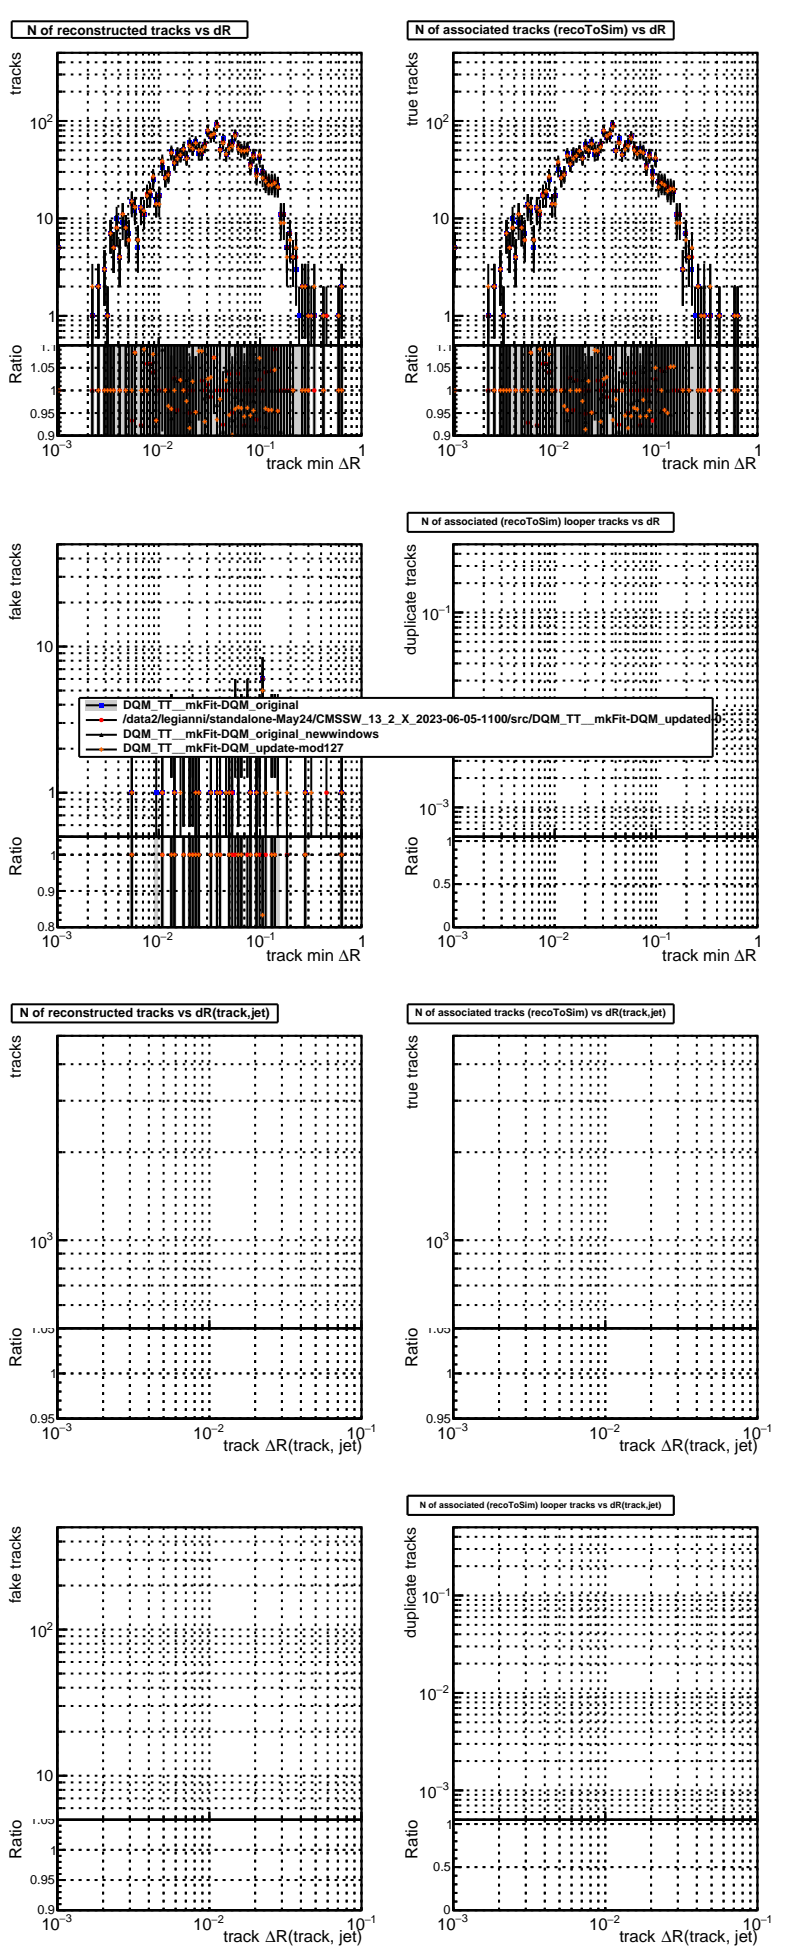 N of reconstructed tracks vs dR
N of associated tracks (recoToSim) vs dR
tracks
10²
10
1
Ratio
1.1
1.05
1
0.95
0.9
10⁻³ 10⁻² 10⁻¹ 1
track min ΔR
true tracks
10²
10
1
Ratio
1.05
1
0.95
0.9
10⁻³ 10⁻² 10⁻¹ 1
track min ΔR
N of associated (recoToSim) looper tracks vs dR
fake tracks
10
1
Ratio
1
0.9
0.8
10⁻³ 10⁻² 10⁻¹ 1
track min ΔR
duplicate tracks
10⁻¹
10⁻³
Ratio
1
0.5
0
10⁻³ 10⁻² 10⁻¹ 1
track min ΔR
DQM_TT__mkFit-DQM_original
/data2/legianni/standalone-May24/CMSSW_13_2_X_2023-06-05-1100/src/DQM_TT__mkFit-DQM_updated-0
DQM_TT__mkFit-DQM_original_newwindows
DQM_TT__mkFit-DQM_update-mod127
N of reconstructed tracks vs dR(track,jet)
N of associated tracks (recoToSim) vs dR(track,jet)
tracks
10³
Ratio
1.05
1
0.95
10⁻³ 10⁻² 10⁻¹
track ΔR(track, jet)
true tracks
10³
Ratio
1.05
1
0.95
10⁻³ 10⁻² 10⁻¹
track ΔR(track, jet)
N of associated (recoToSim) looper tracks vs dR(track,jet)
fake tracks
10²
10
Ratio
1.05
1
0.95
0.9
10⁻³ 10⁻² 10⁻¹
track ΔR(track, jet)
duplicate tracks
10⁻¹
10⁻²
10⁻³
Ratio
1
0.5
0
10⁻³ 10⁻² 10⁻¹
track ΔR(track, jet)